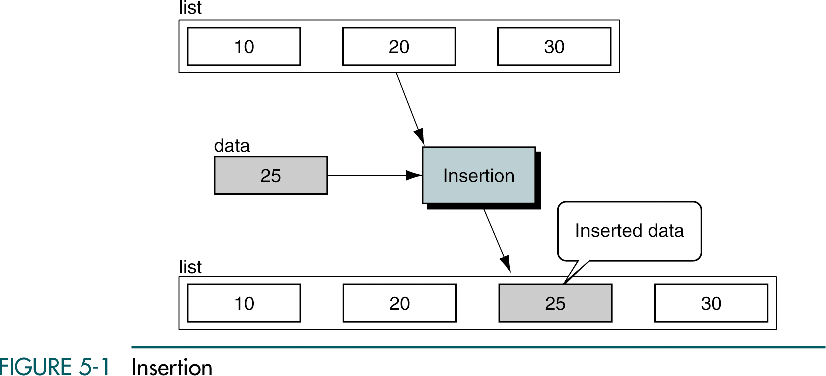 list
10 20 30
data
25
Insertion
Inserted data
list
10 20 25 30
FIGURE 5-1 Insertion